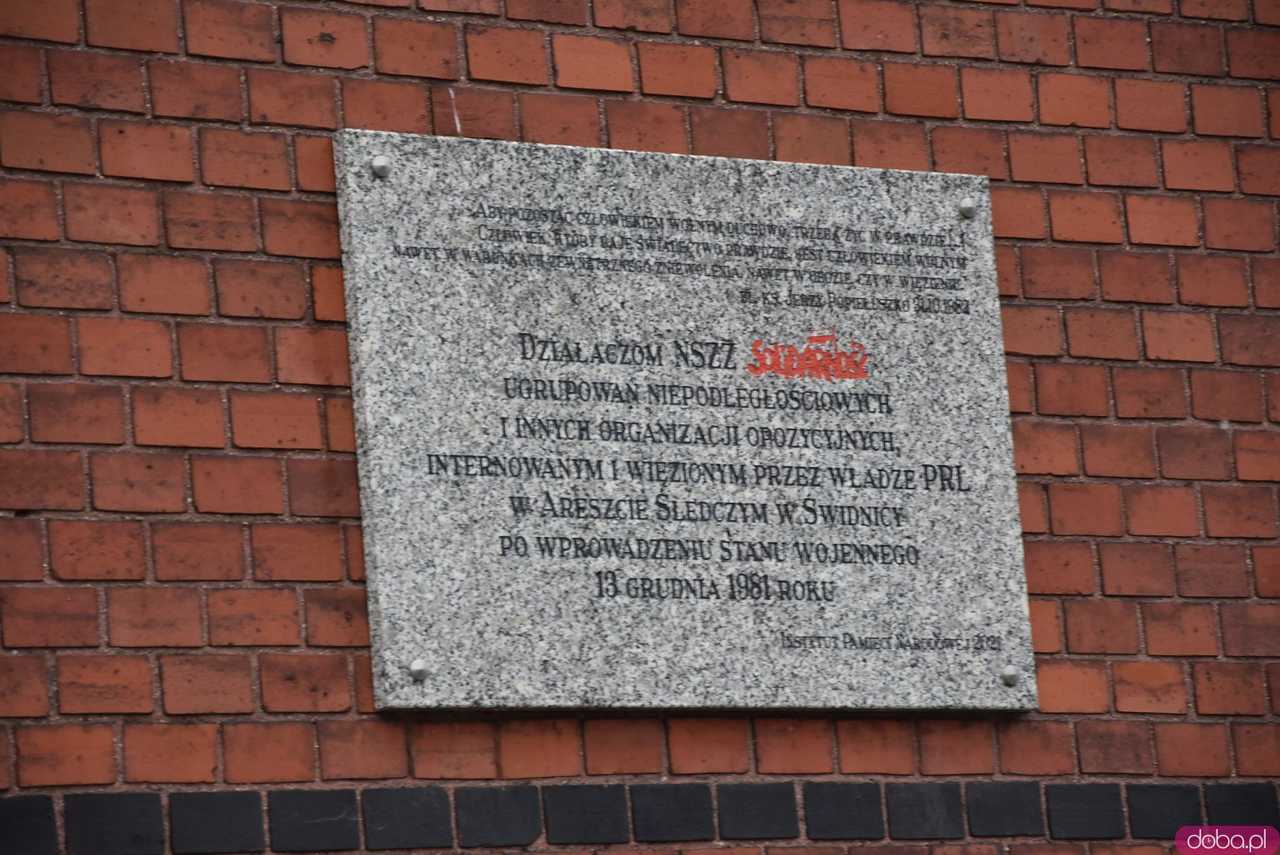 Aby pozostać człowiekiem wolnym duchowo, trzeba żyć w prawdzie [...]
Człowiek, który daje świadectwo prawdzie, jest człowiekiem wolnym
nawet w warunkach zewnętrznego zniewolenia, nawet w obozie, czy w więzieniu.
Bł. ks. Jerzy Popiełuszko 31.10.1982
Działaczom NSZZ Solidarność
ugrupowań niepodległościowych
i innych organizacji opozycyjnych,
internowanym i więzionym przez władze PRL
w Areszcie Śledczym w Świdnicy
po wprowadzeniu stanu wojennego
13 grudnia 1981 roku
Instytut Pamięci Narodowej 2021
doba.pl